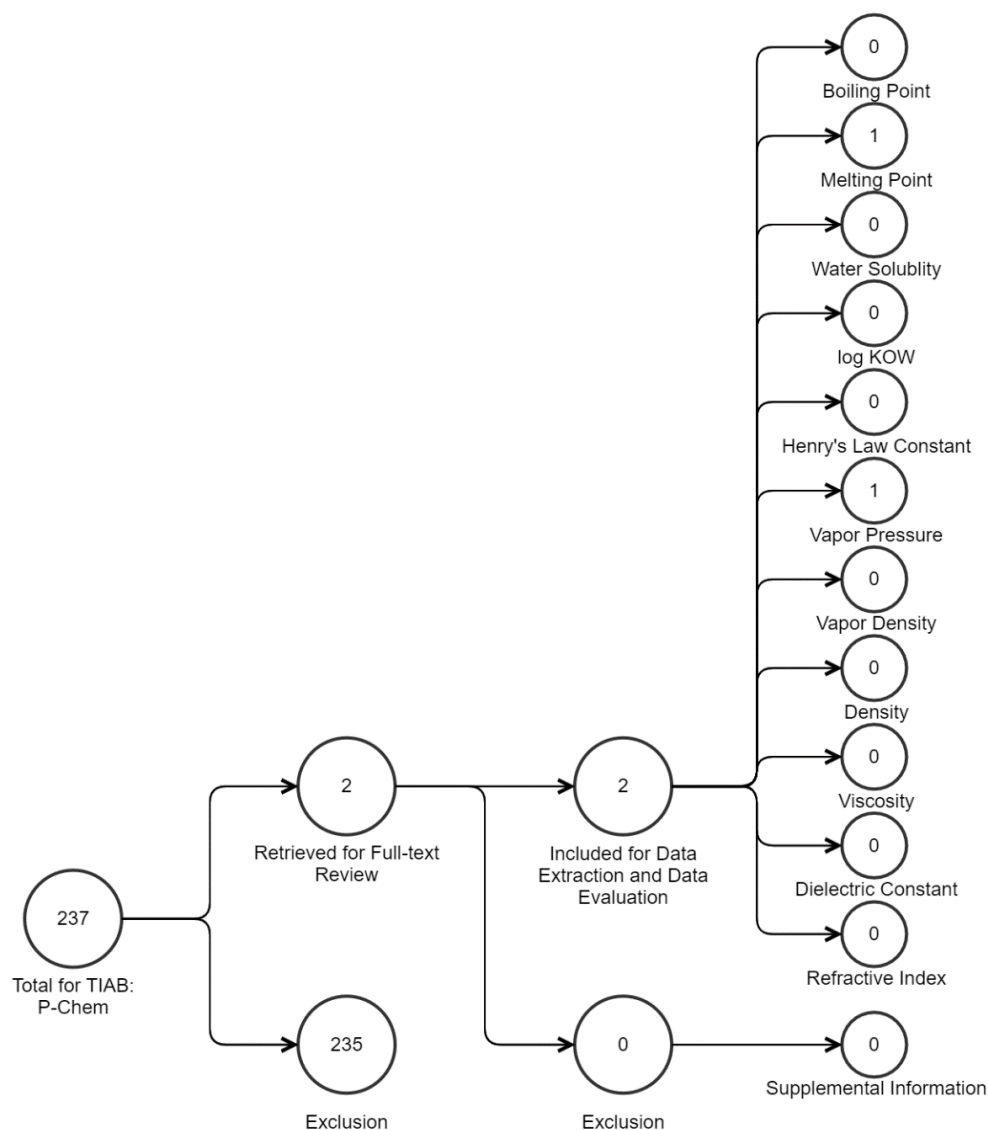 0
Boiling Point
1
Melting Point
0
Water Solublity
0
log KOW
0
Henry's Law Constant
1
Vapor Pressure
0
Vapor Density
0
Density
0
Viscosity
0
Dielectric Constant
0
Refractive Index
0
Supplemental Information
2
Retrieved for Full-text
Review
2
Included for Data
Extraction and Data
Evaluation
237
Total for TIAB:
P-Chem
235
Exclusion
0
Exclusion